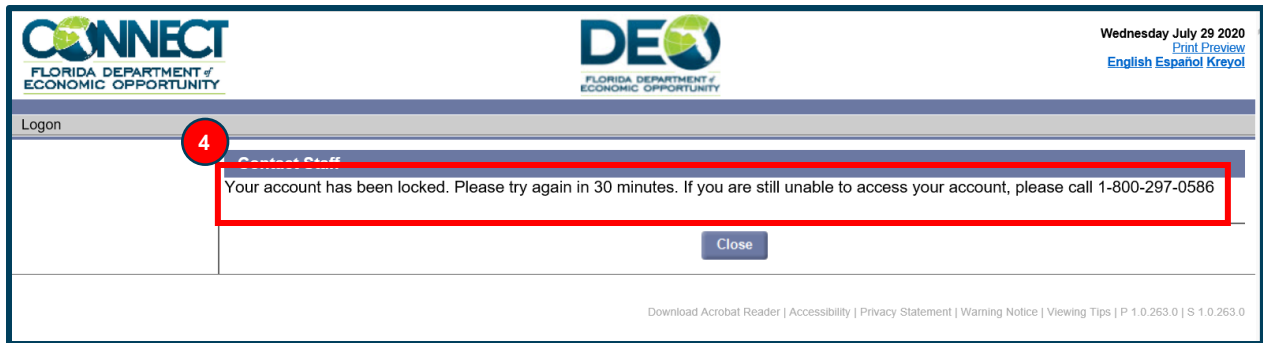 CONNECT
FLORIDA DEPARTMENT of
ECONOMIC OPPORTUNITY
DEO
FLORIDA DEPARTMENT of
ECONOMIC OPPORTUNITY
Wednesday July 29 2020
Print Preview
English Español Kreyol
Logon
4
Contact Staff
Your account has been locked. Please try again in 30 minutes. If you are still unable to access your account, please call 1-800-297-0586
Close
Download Acrobat Reader | Accessibility | Privacy Statement | Warning Notice | Viewing Tips | P 1.0.263.0 | S 1.0.263.0